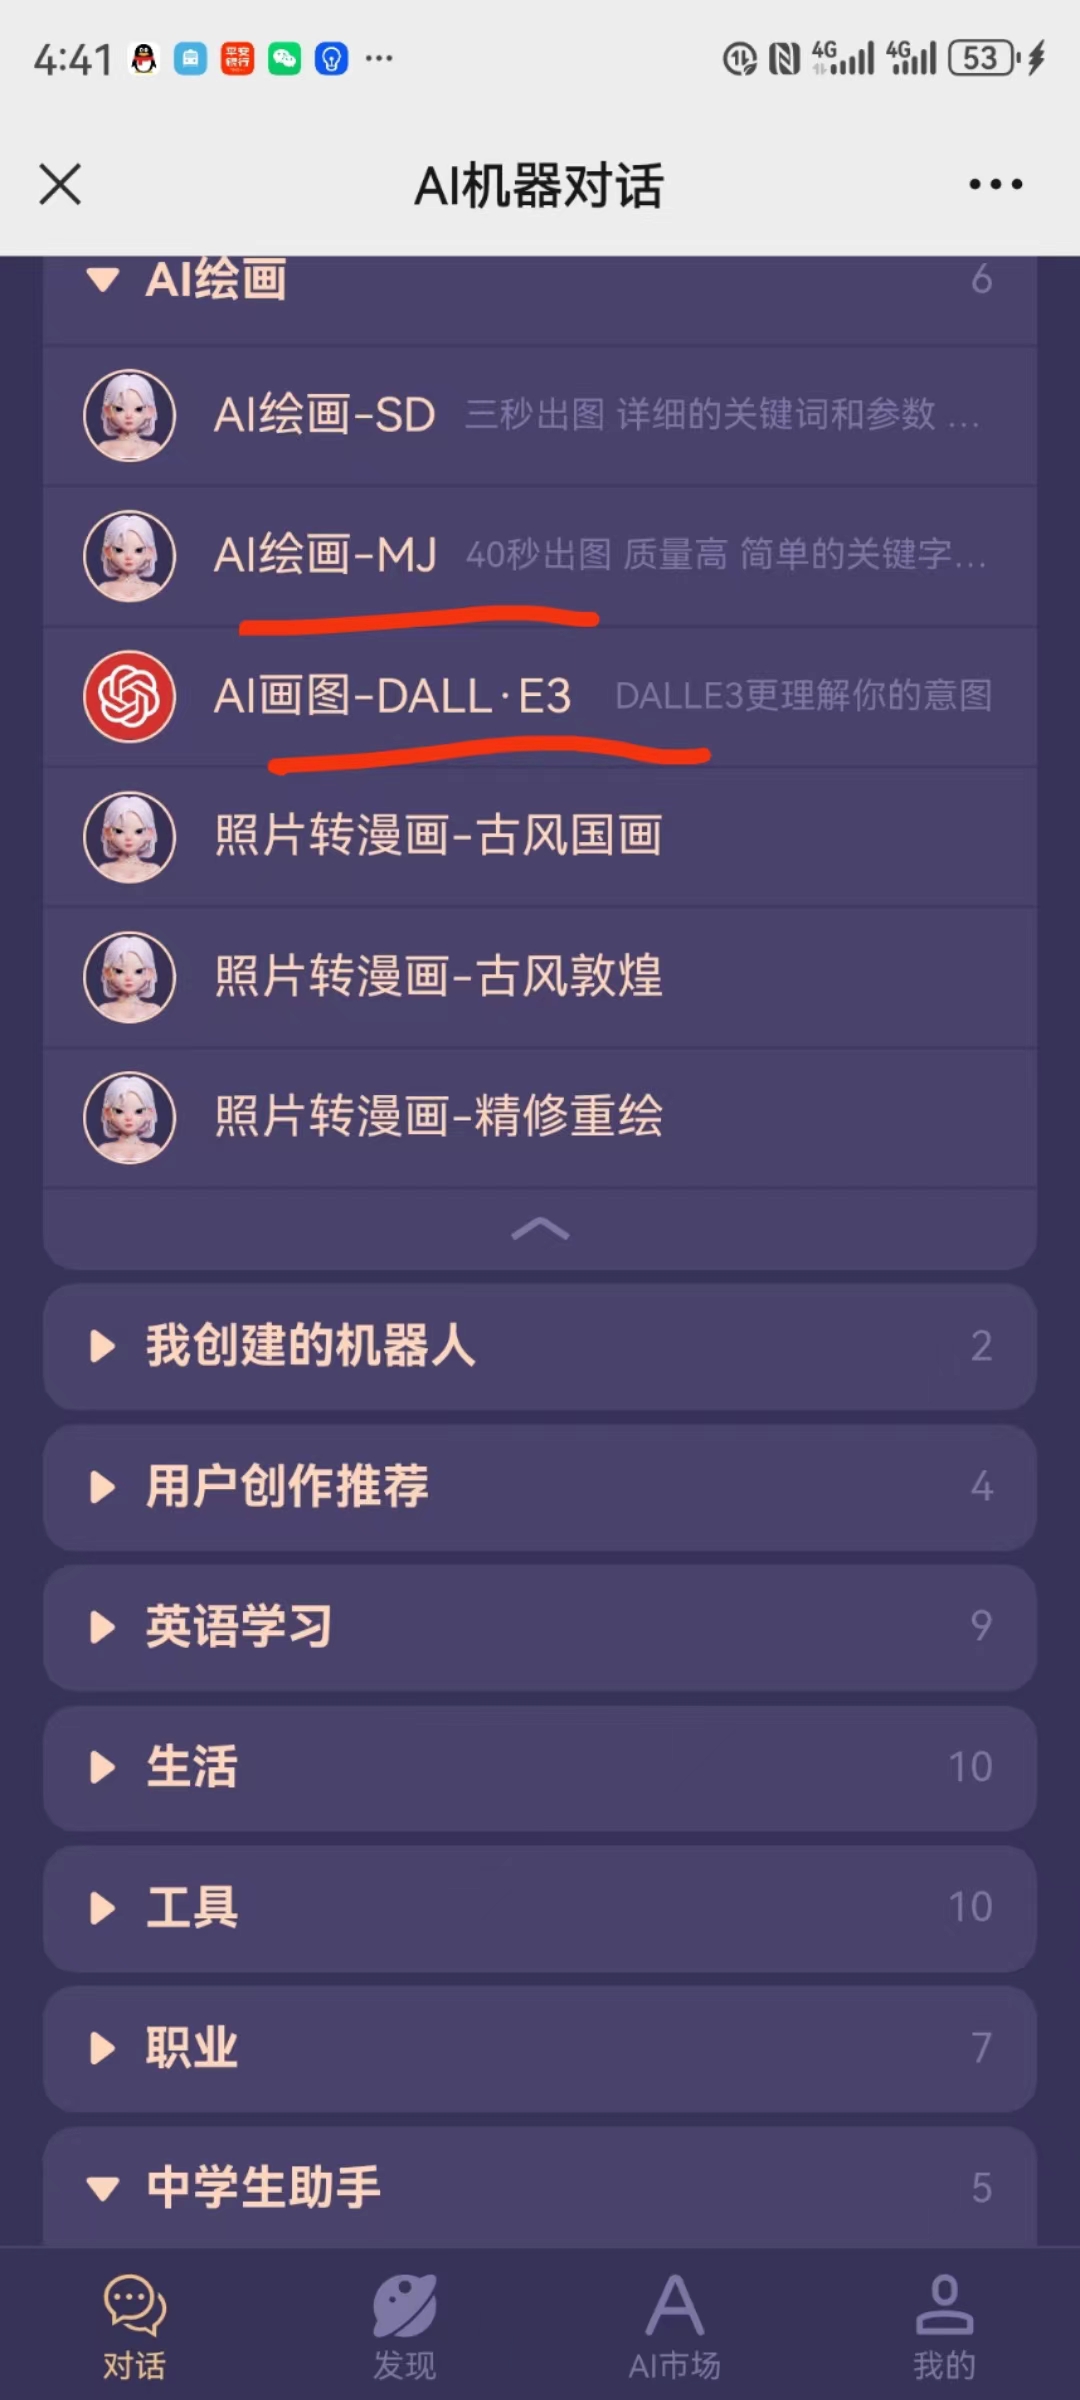 4:41 平安银行 4G 4G 53
AI机器对话
AI绘画 6
AI绘画-SD 三秒出图 详细的关键词和参数 ...
AI绘画-MJ 40秒出图 质量高 简单的关键字...
AI画图-DALL·E3 DALLE3更理解你的意图
照片转漫画-古风国画
照片转漫画-古风敦煌
照片转漫画-精修重绘
我创建的机器人 2
用户创作推荐 4
英语学习 9
生活 10
工具 10
职业 7
中学生助手 5
对话 发现 AI市场 我的